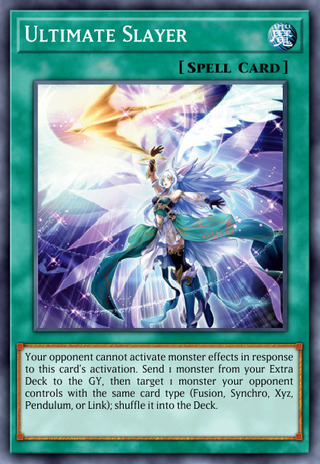 ULTIMATE SLAYER
魔
[SPELL CARD]
Your opponent cannot activate monster effects in response
to this card's activation. Send 1 monster from your Extra
Deck to the GY, then target 1 monster your opponent
controls with the same card type (Fusion, Synchro, Xyz,
Pendulum, or Link); shuffle it into the Deck.